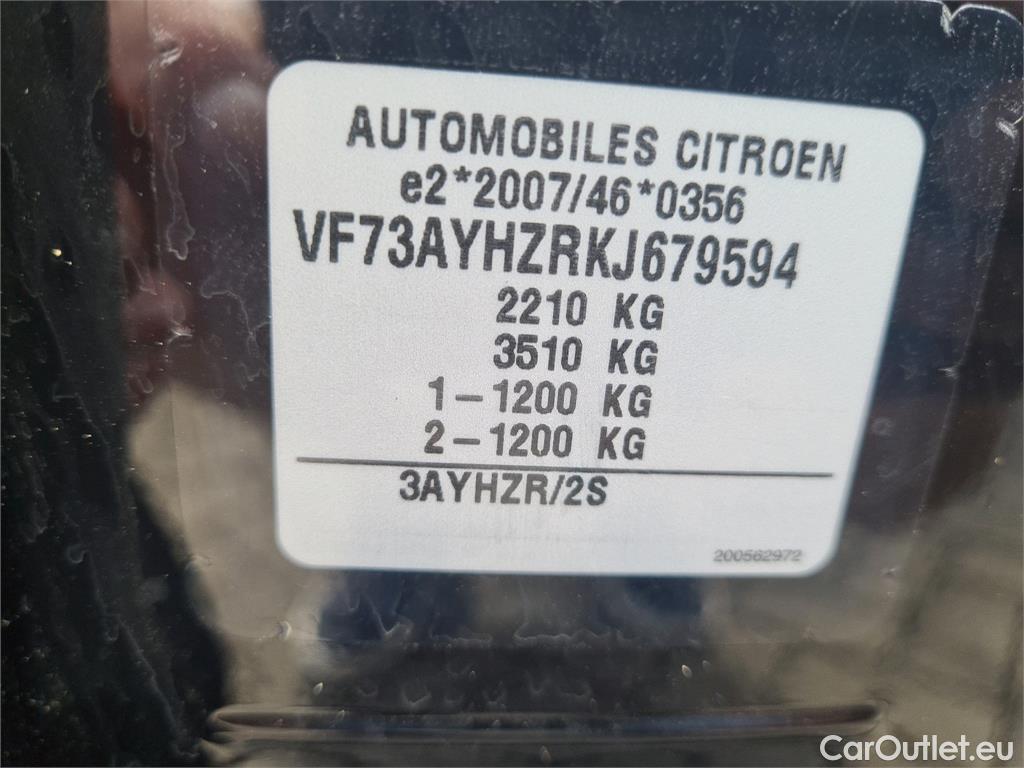 AUTOMOBILES CITROEN
e2*2007/46*0356
VF73AYHZRKJ679594
2210 KG
3510 KG
1-1200 KG
2-1200 KG
3AYHZR/2S
200562972
CarOutlet.eu